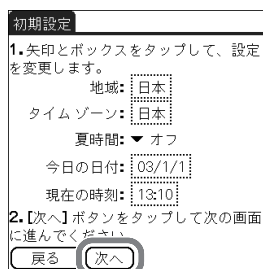 初期設定
1.矢印とボックスをタップして、設定
を変更します。
地域: 日本
タイム ゾーン: 日本
夏時間: ▼ オフ
今日の日付: 03/1/1
現在の時刻: 13:10
2.[次へ] ボタンをタップして次の画面
に進んでください
戻る 次へ